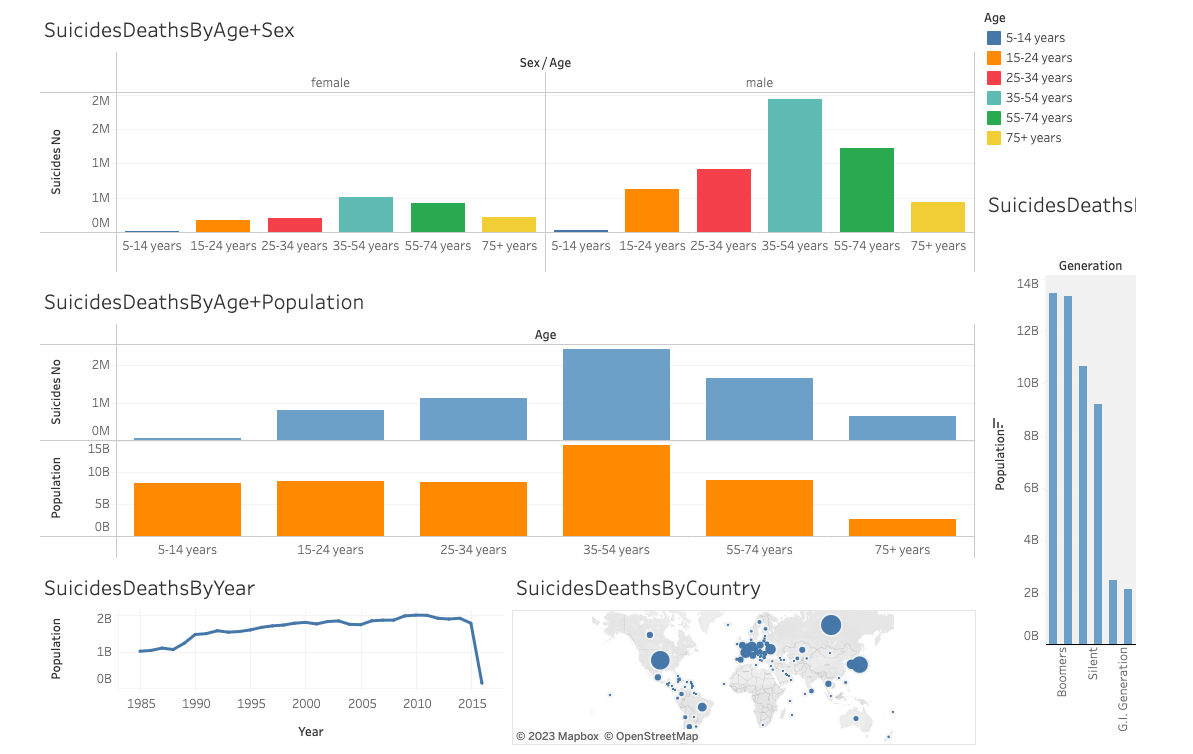 SuicidesDeathsByAge+Sex
Sex / Age
female
male
Suicides No
2M
2M
1M
1M
0M
5-14 years
15-24 years
25-34 years
35-54 years
55-74 years
75+ years
5-14 years
15-24 years
25-34 years
35-54 years
55-74 years
75+ years
Age
5-14 years
15-24 years
25-34 years
35-54 years
55-74 years
75+ years
SuicidesDeathsByAge+Population
Age
Suicides No
2M
1M
0M
Population
15B
10B
5B
0B
5-14 years
15-24 years
25-34 years
35-54 years
55-74 years
75+ years
SuicidesDeaths
Generation
Population
14B
12B
10B
8B
6B
4B
2B
0B
Boomers
Silent
G.I. Generation
SuicidesDeathsByYear
Population
2B
1B
0B
1985
1990
1995
2000
2005
2010
2015
Year
SuicidesDeathsByCountry
© 2023 Mapbox © OpenStreetMap